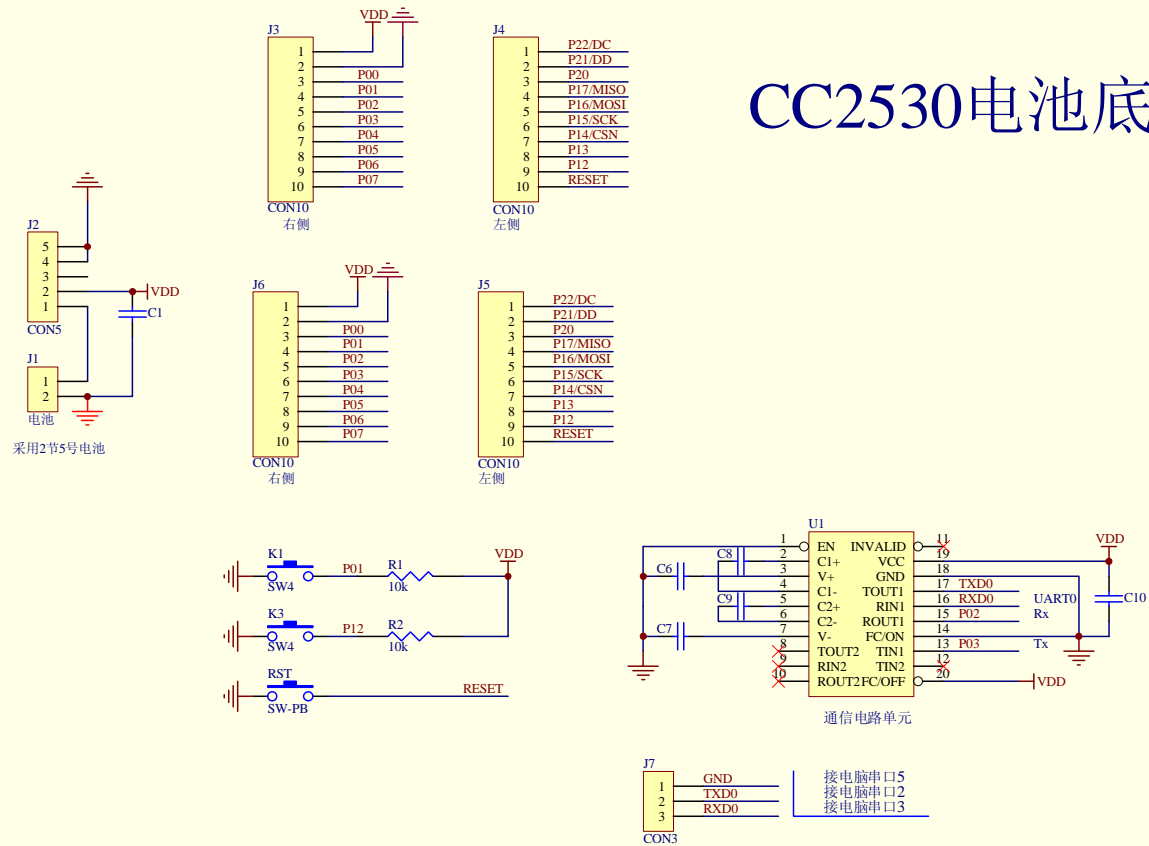 CC2530电池底
J3
VDD
1
2
3 P00
4 P01
5 P02
6 P03
7 P04
8 P05
9 P06
10 P07
CON10
右侧
J4
1 P22/DC
2 P21/DD
3 P20
4 P17/MISO
5 P16/MOSI
6 P15/SCK
7 P14/CSN
8 P13
9 P12
10 RESET
CON10
左侧
J2
5
4
3
2 VDD
1 C1
CON5
J1
1
2
电池
采用2节5号电池
J6
VDD
1
2
3 P00
4 P01
5 P02
6 P03
7 P04
8 P05
9 P06
10 P07
CON10
右侧
J5
1 P22/DC
2 P21/DD
3 P20
4 P17/MISO
5 P16/MOSI
6 P15/SCK
7 P14/CSN
8 P13
9 P12
10 RESET
CON10
左侧
K1 VDD
P01 R1
SW4 10k
K3
P12 R2
SW4 10k
RST
RESET
SW-PB
U1
1 EN INVALID 11
C8 2 C1+ VCC 19 VDD
C6 3 V+ GND 18
4 C1- TOUT1 17 TXD0
C9 5 C2+ RIN1 16 RXD0 UART0 C10
6 C2- ROUT1 15 P02 Rx
C7 7 V- FC/ON 14
8 TOUT2 TIN1 13 P03 Tx
9 RIN2 TIN2 12
10 ROUT2 FC/OFF 20 VDD
通信电路单元
J7
1 GND 接电脑串口5
2 TXD0 接电脑串口2
3 RXD0 接电脑串口3
CON3